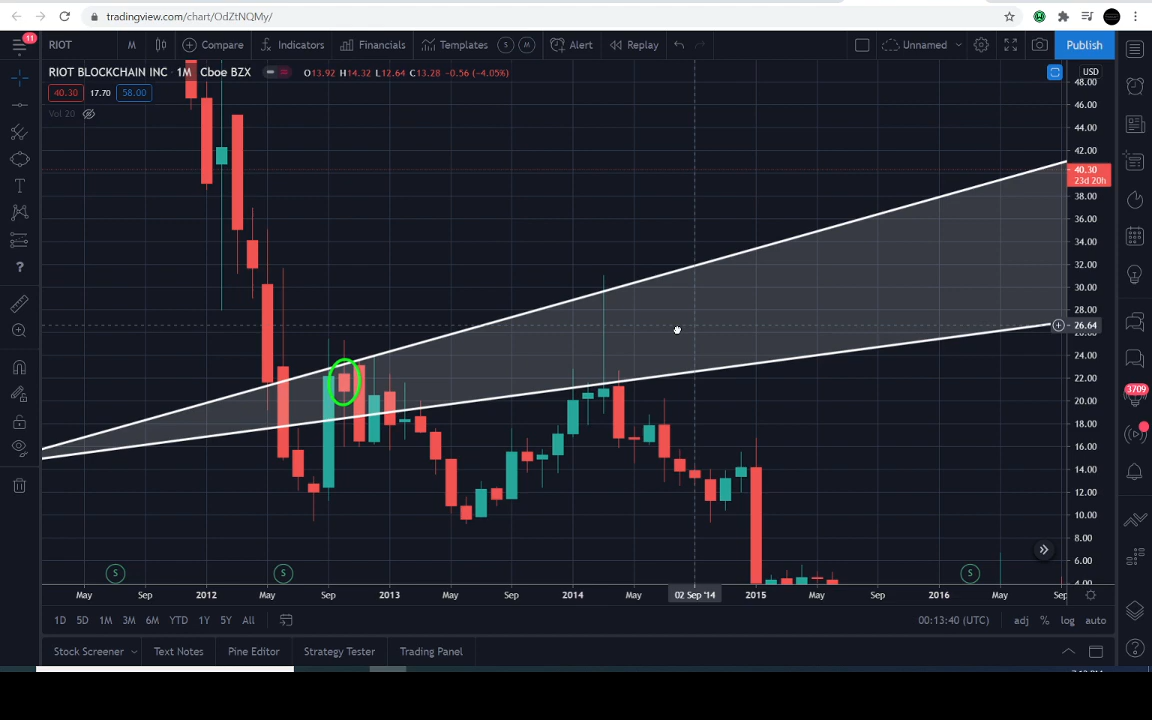 tradingview.com/chart/OdZtNQMy/
11 RIOT M Compare Indicators Financials Templates S M Alert Replay Unnamed Publish
RIOT BLOCKCHAIN INC · 1M · Cboe BZX O13.92 H14.32 L12.64 C13.28 -0.56 (-4.05%) USD
40.30 17.70 58.00
Vol 20
48.00
46.00
44.00
42.00
40.30
23d 20h
38.00
36.00
34.00
32.00
30.00
28.00
26.64
24.00
22.00
20.00
18.00
16.00
14.00
12.00
10.00
8.00
6.00
4.00
3709
S S S
May Sep 2012 May Sep 2013 May Sep 2014 May 02 Sep '14 2015 May Sep 2016 May Sep
1D 5D 1M 3M 6M YTD 1Y 5Y All 00:13:40 (UTC) adj % log auto
Stock Screener Text Notes Pine Editor Strategy Tester Trading Panel